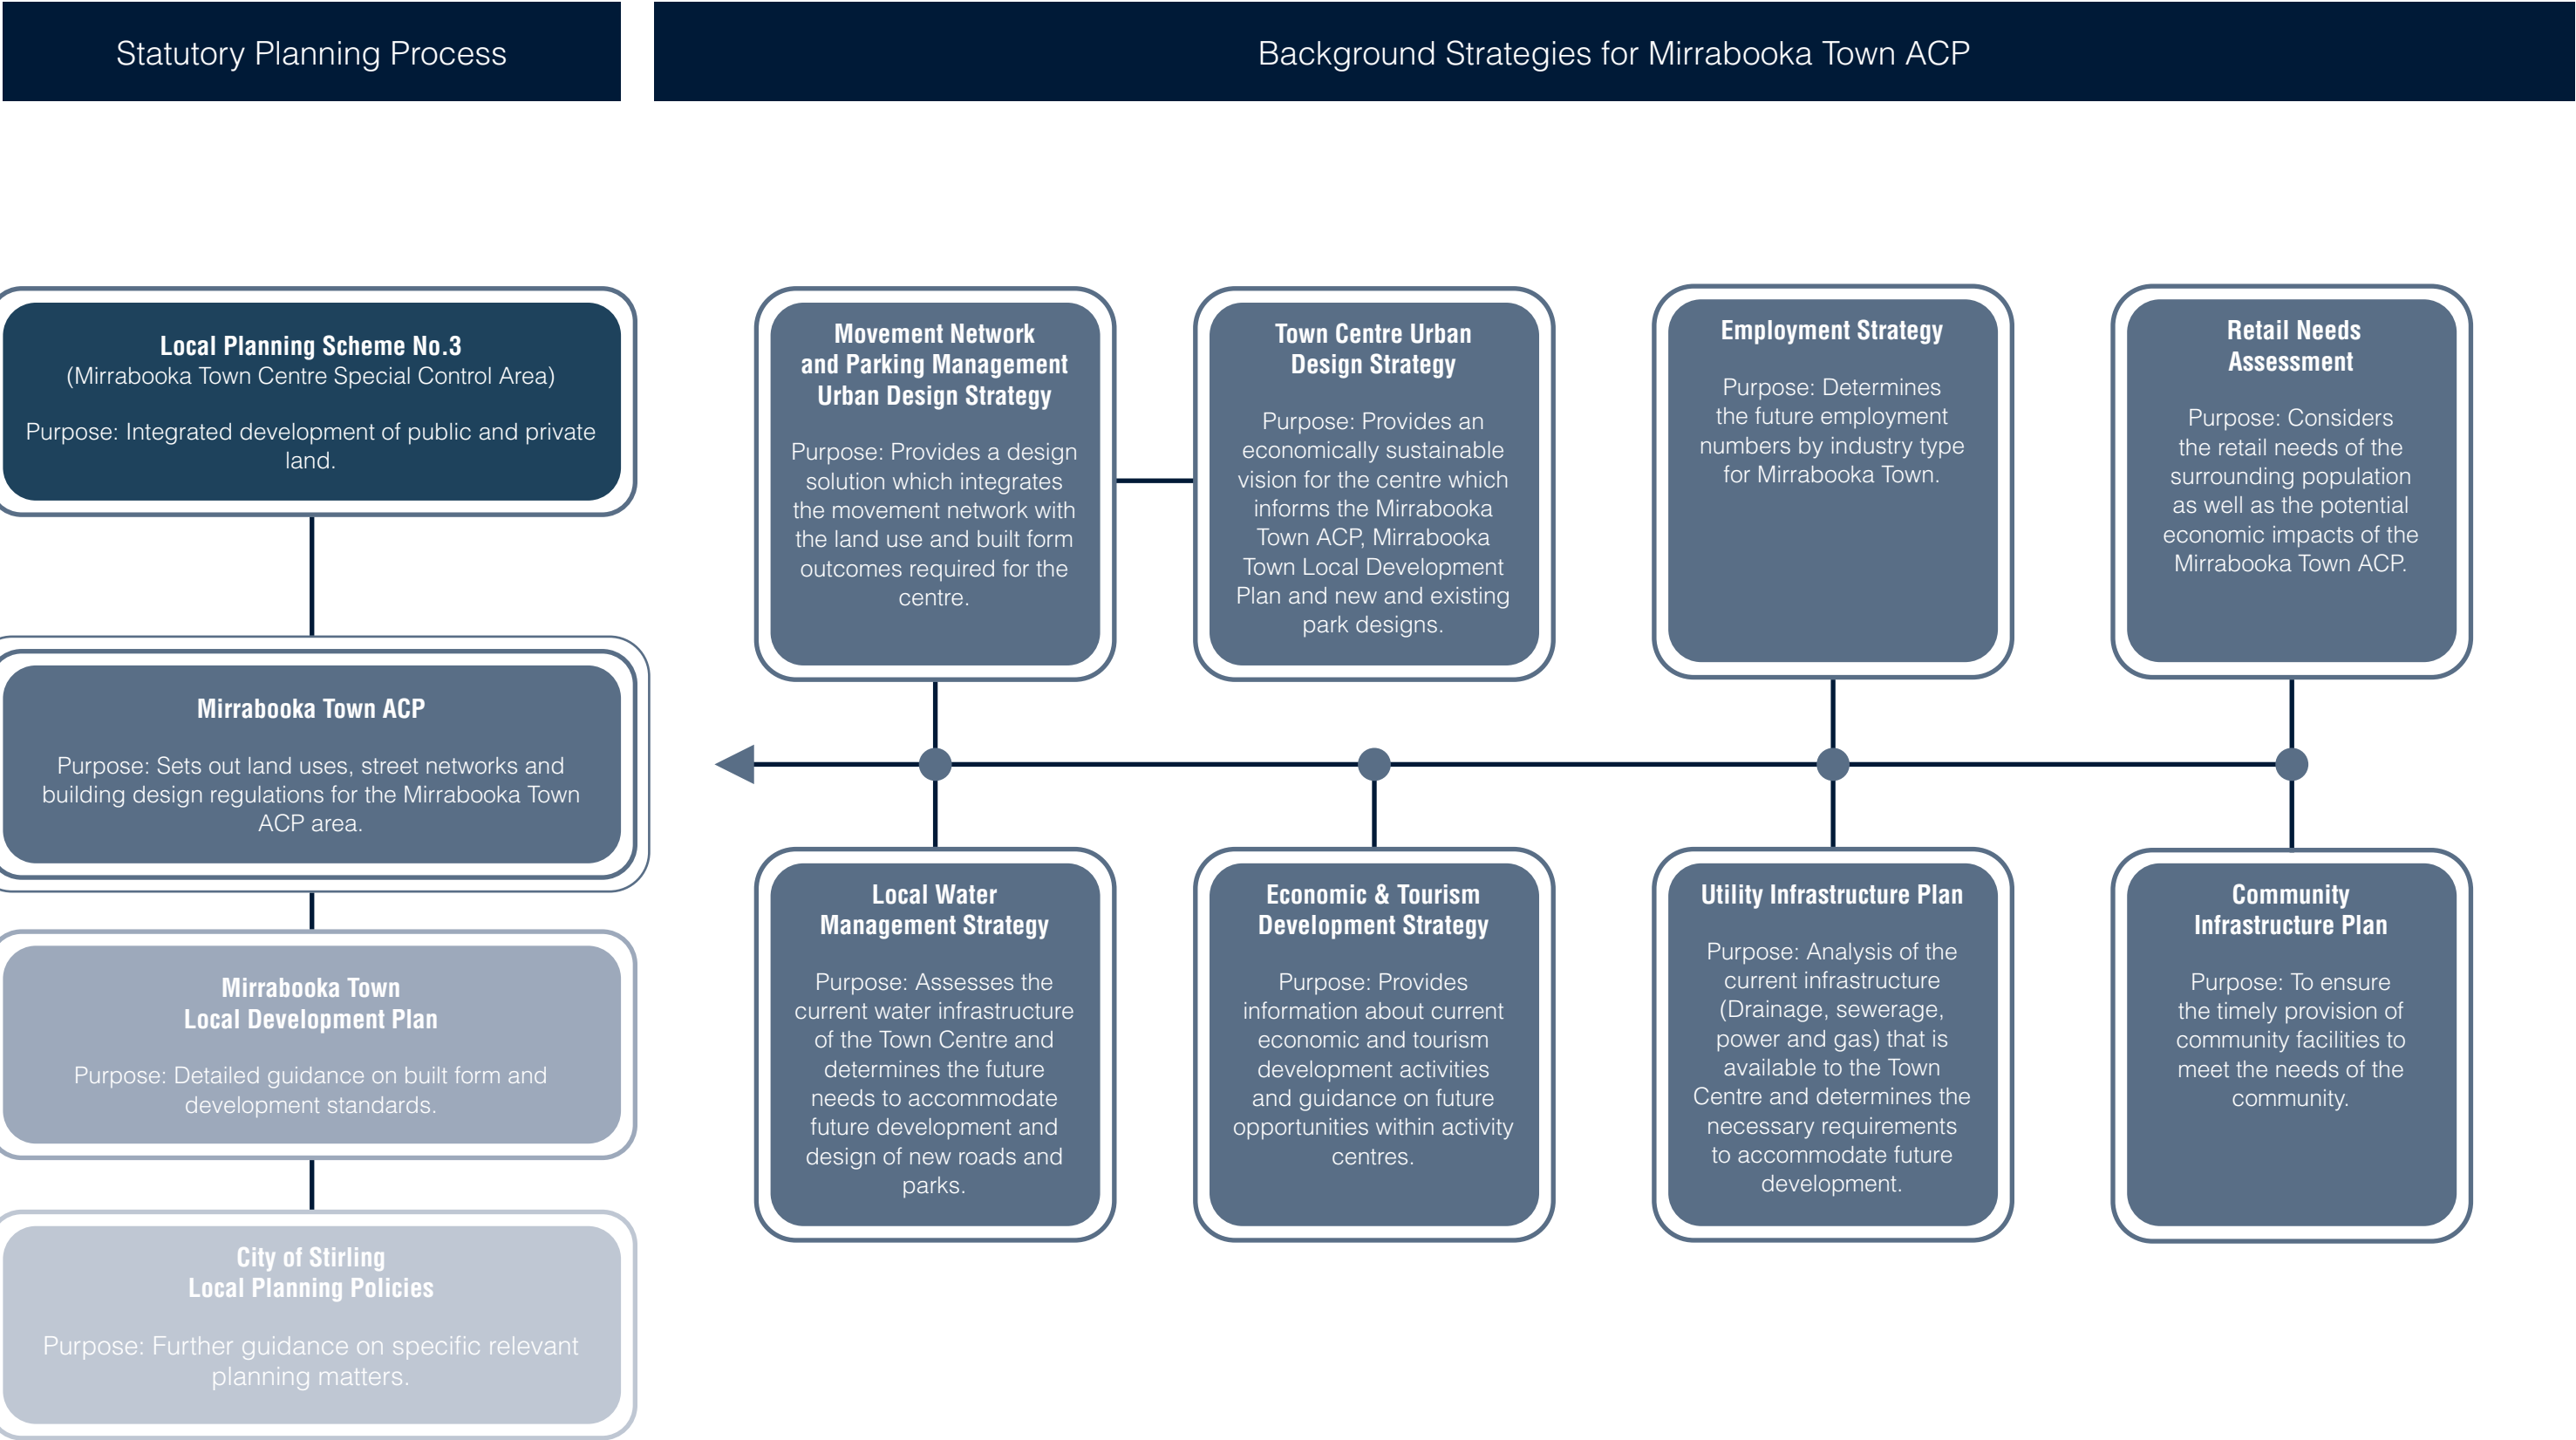 Statutory Planning Process
Background Strategies for Mirrabooka Town ACP
Local Planning Scheme No.3
(Mirrabooka Town Centre Special Control Area)
Purpose: Integrated development of public and private
land.
Mirrabooka Town ACP
Purpose: Sets out land uses, street networks and
building design regulations for the Mirrabooka Town
ACP area.
Mirrabooka Town
Local Development Plan
Purpose: Detailed guidance on built form and
development standards.
City of Stirling
Local Planning Policies
Purpose: Further guidance on specific relevant
planning matters.
Movement Network
and Parking Management
Urban Design Strategy
Purpose: Provides a design
solution which integrates
the movement network with
the land use and built form
outcomes required for the
centre.
Town Centre Urban
Design Strategy
Purpose: Provides an
economically sustainable
vision for the centre which
informs the Mirrabooka
Town ACP, Mirrabooka
Town Local Development
Plan and new and existing
park designs.
Employment Strategy
Purpose: Determines
the future employment
numbers by industry type
for Mirrabooka Town.
Retail Needs
Assessment
Purpose: Considers
the retail needs of the
surrounding population
as well as the potential
economic impacts of the
Mirrabooka Town ACP.
Local Water
Management Strategy
Purpose: Assesses the
current water infrastructure
of the Town Centre and
determines the future
needs to accommodate
future development and
design of new roads and
parks.
Economic & Tourism
Development Strategy
Purpose: Provides
information about current
economic and tourism
development activities
and guidance on future
opportunities within activity
centres.
Utility Infrastructure Plan
Purpose: Analysis of the
current infrastructure
(Drainage, sewerage,
power and gas) that is
available to the Town
Centre and determines the
necessary requirements
to accommodate future
development.
Community
Infrastructure Plan
Purpose: To ensure
the timely provision of
community facilities to
meet the needs of the
community.